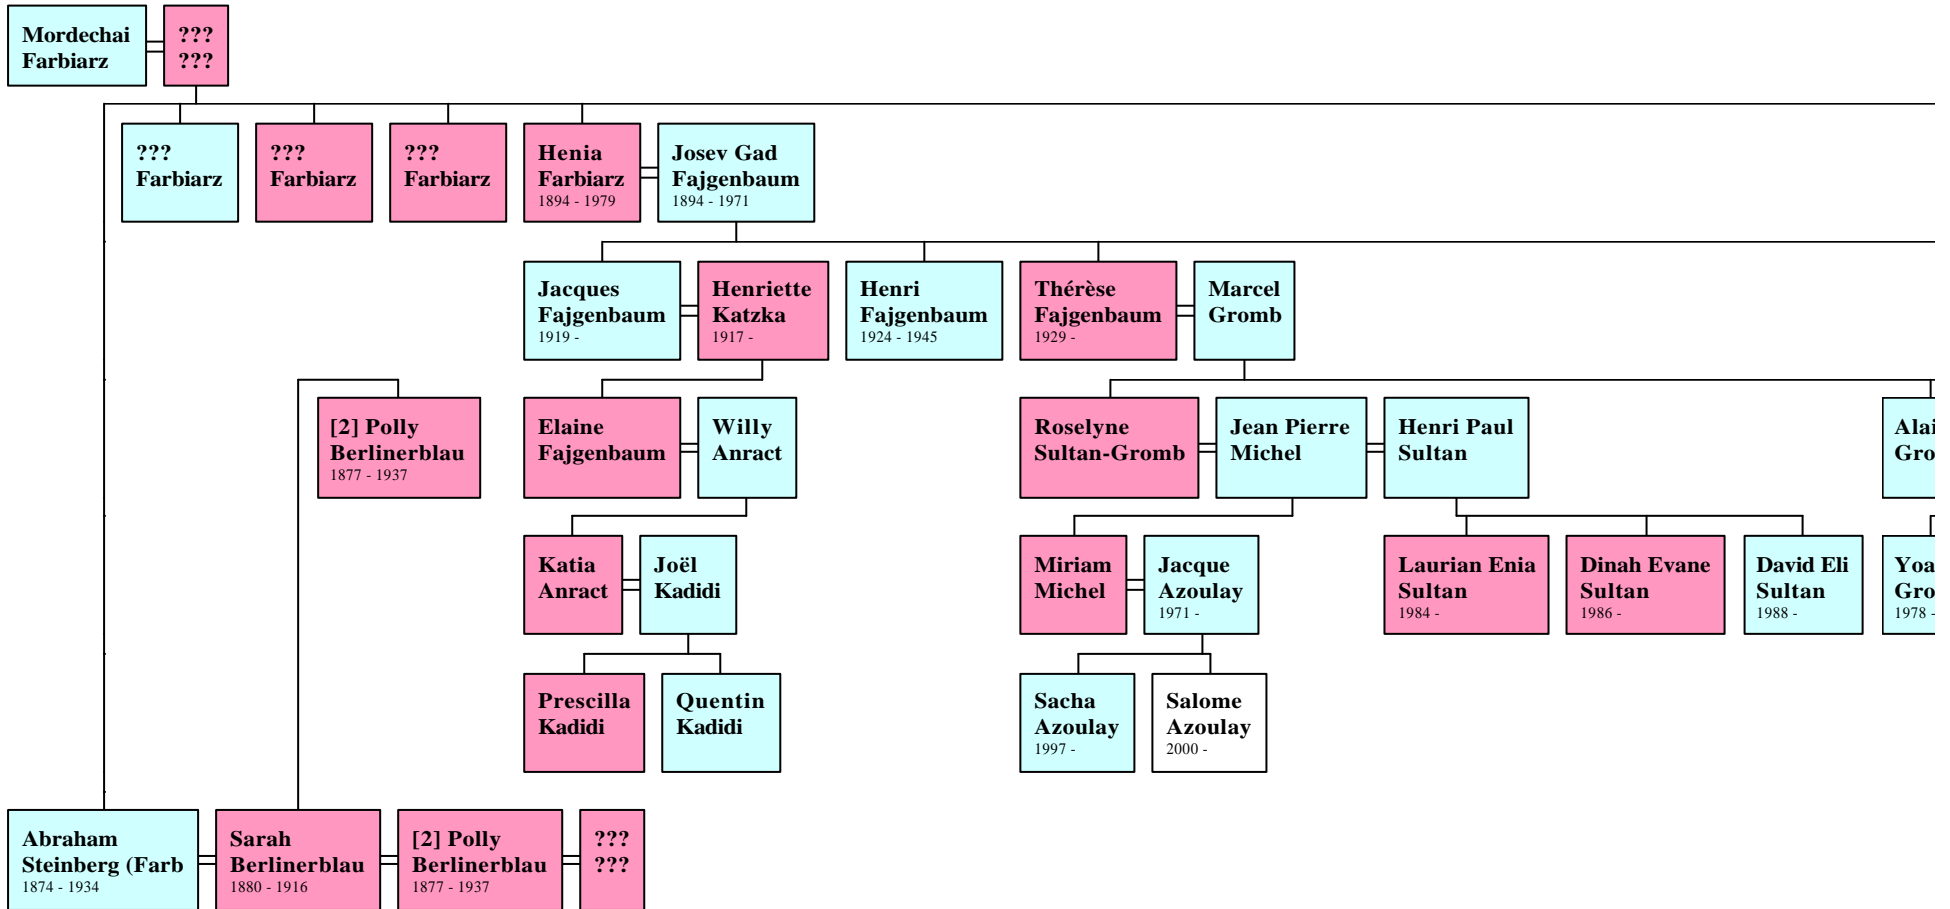 Mordechai
Farbiarz
???
???
???
Farbiarz
???
Farbiarz
???
Farbiarz
Henia
Farbiarz
1894 - 1979
Josev Gad
Fajgenbaum
1894 - 1971
Jacques
Fajgenbaum
1919 -
Henriette
Katzka
1917 -
Henri
Fajgenbaum
1924 - 1945
Thérèse
Fajgenbaum
1929 -
Marcel
Gromb
[2] Polly
Berlinerblau
1877 - 1937
Elaine
Fajgenbaum
Willy
Anract
Roselyne
Sultan-Gromb
Jean Pierre
Michel
Henri Paul
Sultan
Alai
Gro
Katia
Anract
Joël
Kadidi
Miriam
Michel
Jacque
Azoulay
1971 -
Laurian Enia
Sultan
1984 -
Dinah Evane
Sultan
1986 -
David Eli
Sultan
1988 -
Yoa
Gro
1978 -
Prescilla
Kadidi
Quentin
Kadidi
Sacha
Azoulay
1997 -
Salome
Azoulay
2000 -
Abraham
Steinberg (Farb
1874 - 1934
Sarah
Berlinerblau
1880 - 1916
[2] Polly
Berlinerblau
1877 - 1937
???
???